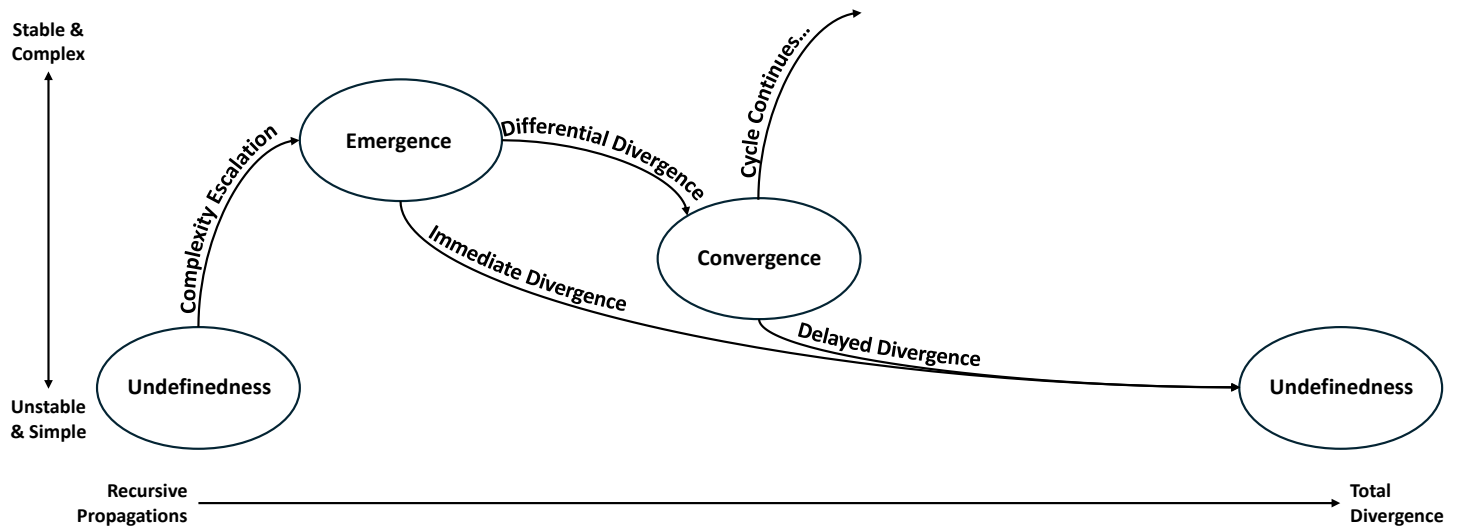 Stable &
Complex
Cycle Continues...
Emergence
Differential Divergence
Complexity Escalation
Convergence
Immediate Divergence
Delayed Divergence
Undefinedness
Undefinedness
Unstable
& Simple
Recursive
Propagations
Total
Divergence